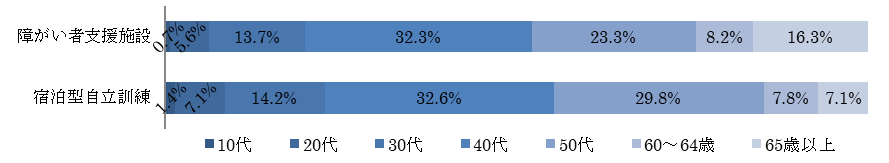 障がい者支援施設 0.7% 5.6% 13.7% 32.3% 23.3% 8.2% 16.3%
宿泊型自立訓練 1.4% 7.1% 14.2% 32.6% 29.8% 7.8% 7.1%
10代 20代 30代 40代 50代 60～64歳 65歳以上